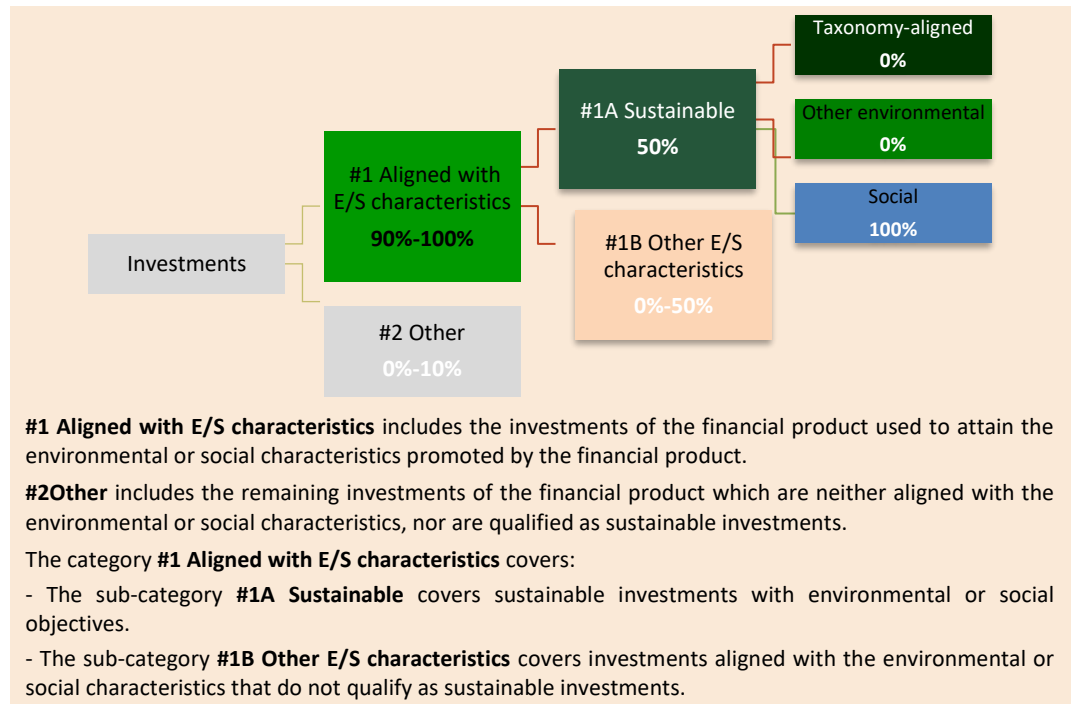 Taxonomy-aligned
0%
#1A Sustainable
50%
Other environmental
0%
#1 Aligned with
E/S characteristics
90%-100%
Social
100%
#1B Other E/S
characteristics
0%-50%
Investments
#2 Other
0%-10%
#1 Aligned with E/S characteristics includes the investments of the financial product used to attain the
environmental or social characteristics promoted by the financial product.
#2Other includes the remaining investments of the financial product which are neither aligned with the
environmental or social characteristics, nor are qualified as sustainable investments.
The category #1 Aligned with E/S characteristics covers:
- The sub-category #1A Sustainable covers sustainable investments with environmental or social
objectives.
- The sub-category #1B Other E/S characteristics covers investments aligned with the environmental or
social characteristics that do not qualify as sustainable investments.